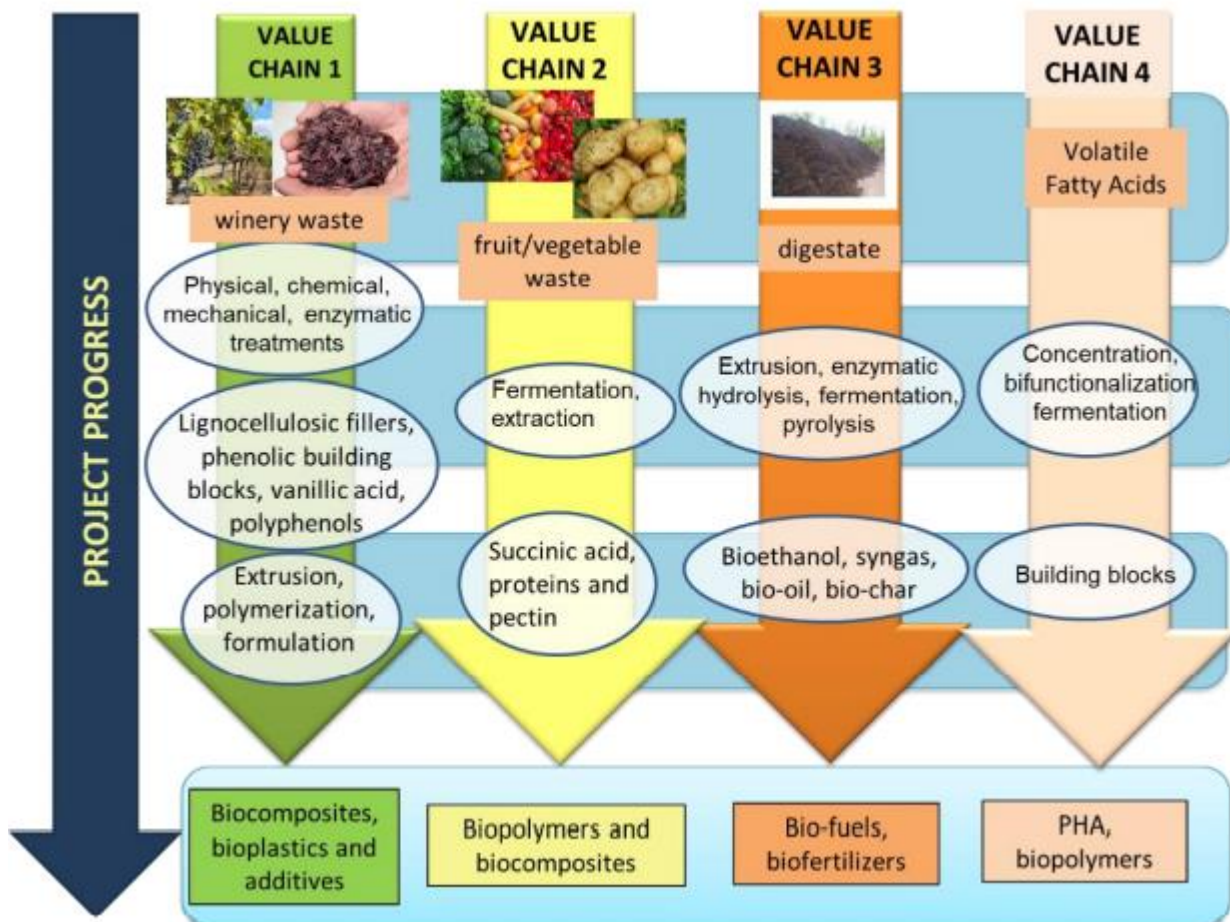 PROJECT PROGRESS
VALUE
CHAIN 1
winery waste
Physical, chemical,
mechanical, enzymatic
treatments
Lignocellulosic fillers,
phenolic building
blocks, vanillic acid,
polyphenols
Extrusion,
polymerization,
formulation
Biocomposites,
bioplastics and
additives
VALUE
CHAIN 2
fruit/vegetable
waste
Fermentation,
extraction
Succinic acid,
proteins and
pectin
Biopolymers and
biocomposites
VALUE
CHAIN 3
digestate
Extrusion, enzymatic
hydrolysis, fermentation,
pyrolysis
Bioethanol, syngas,
bio-oil, bio-char
Bio-fuels,
biofertilizers
VALUE
CHAIN 4
Volatile
Fatty Acids
Concentration,
bifunctionalization
fermentation
Building blocks
PHA,
biopolymers